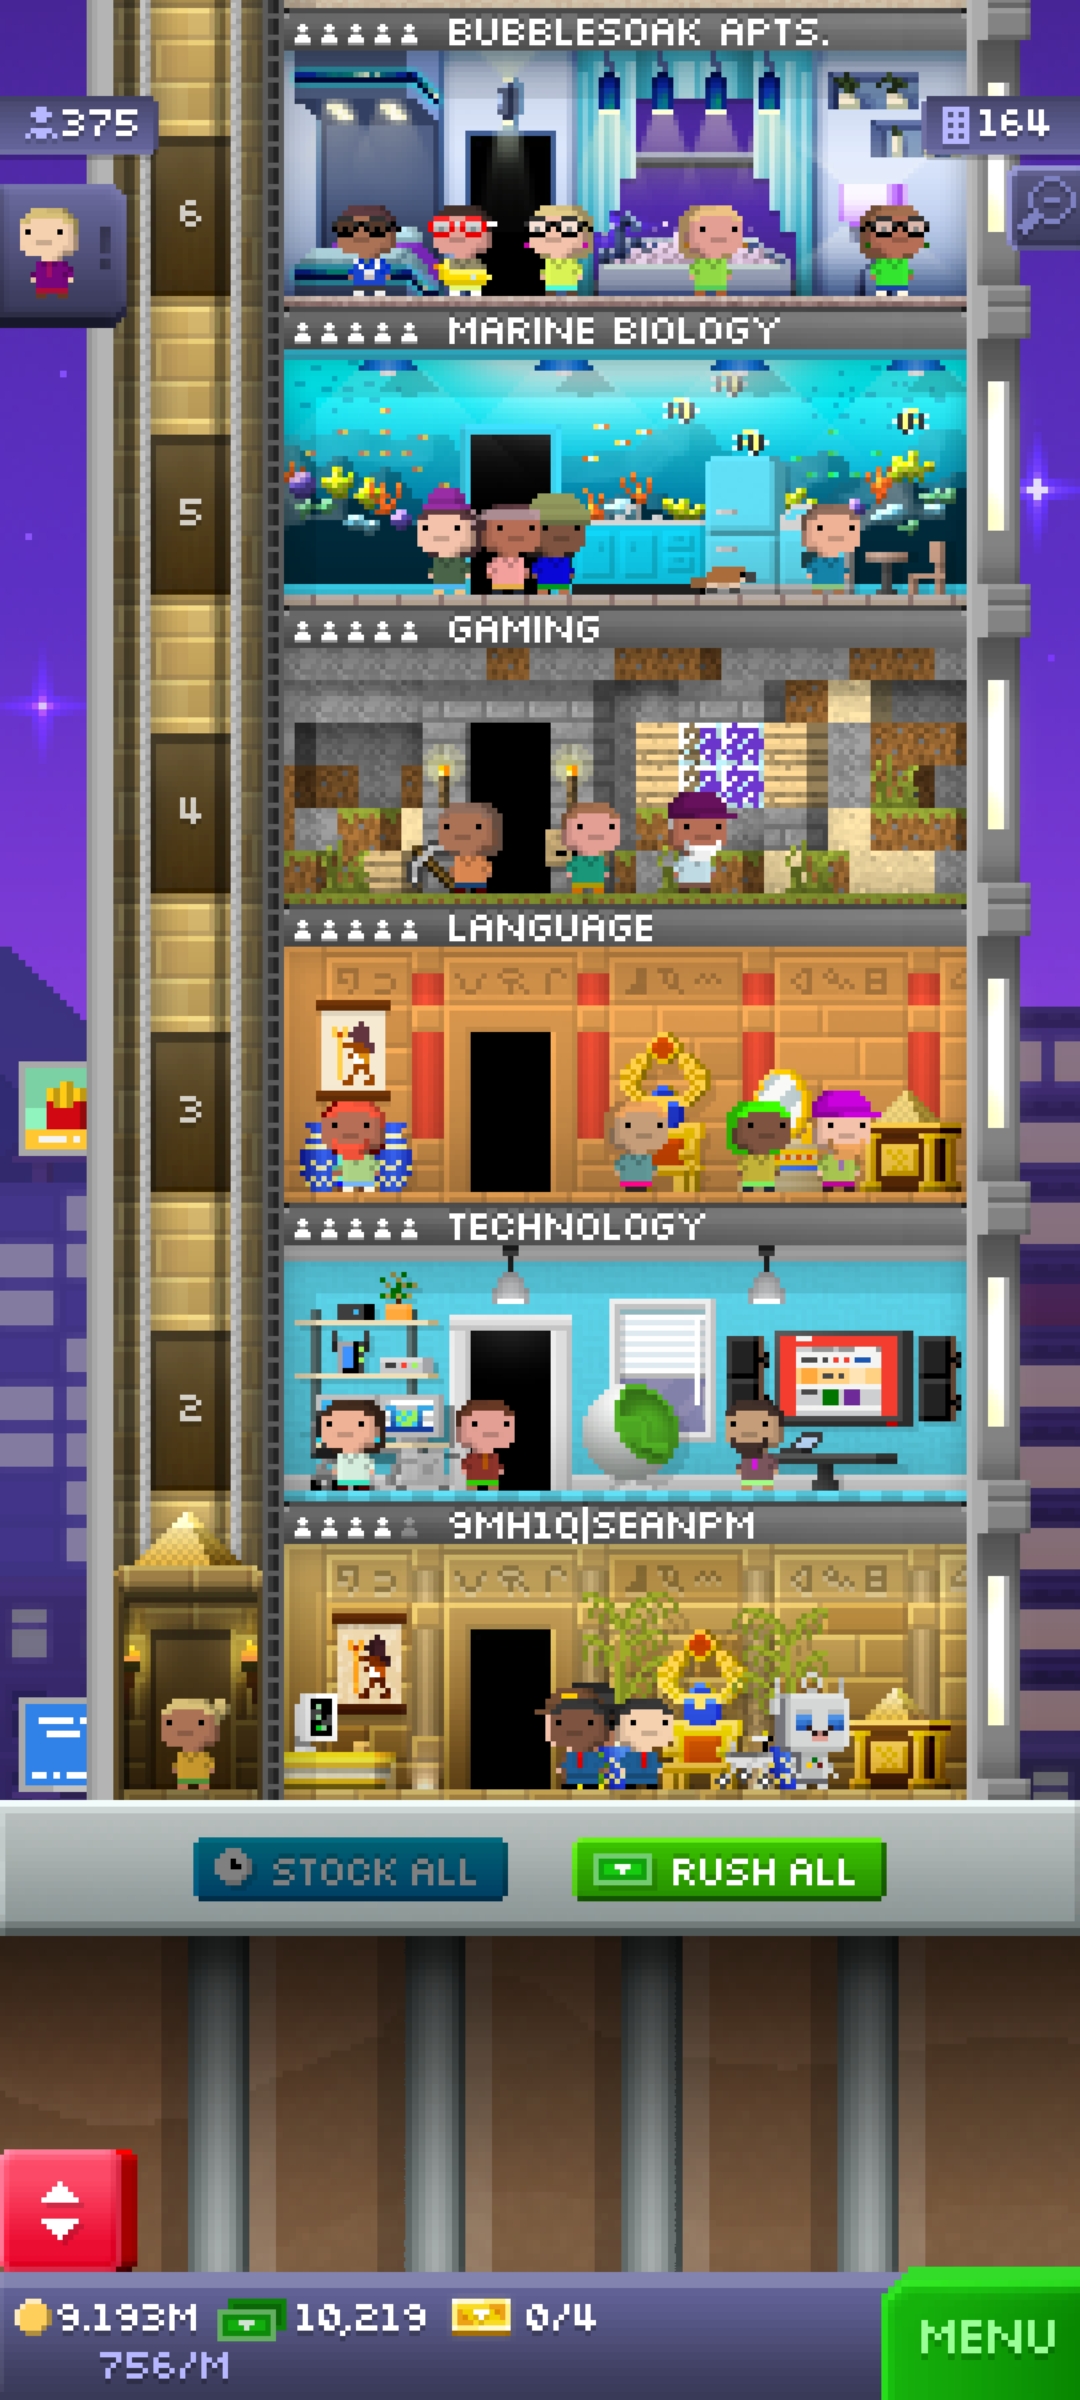 BUBBLESOAK APTS.
375
164
6
MARINE BIOLOGY
5
GAMING
4
LANGUAGE
3
TECHNOLOGY
2
9MH1Q|SEANPM
STOCK ALL
RUSH ALL
9.193M
10,219
0/4
756/M
MENU